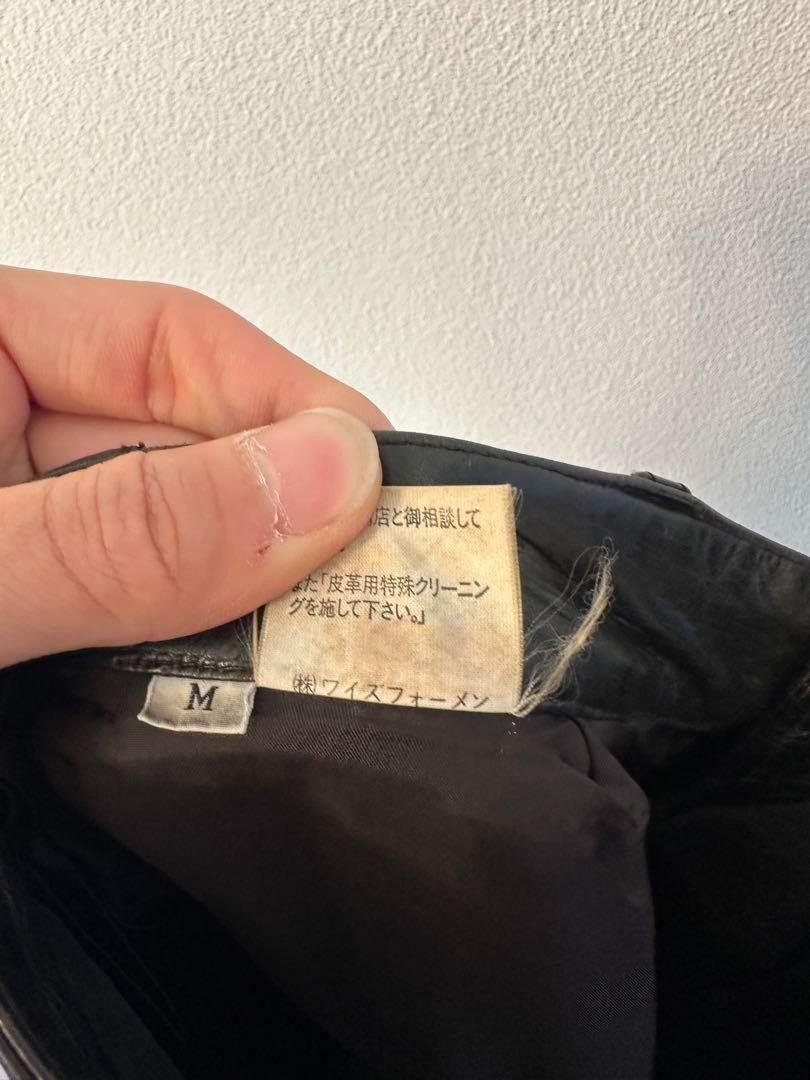 店と御相談して
また「皮革用特殊クリーニン
グを施して下さい。」
㈱ワイズフォーメン
M